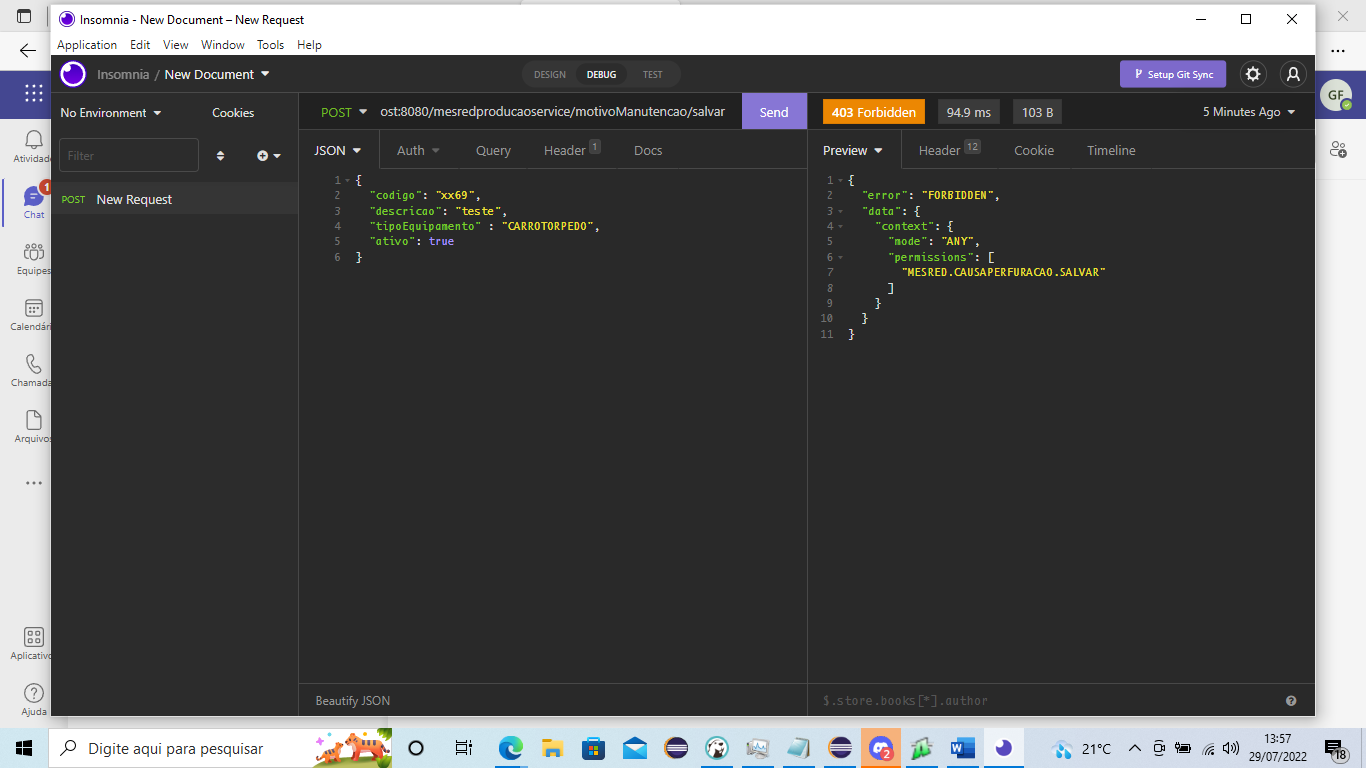 Insomnia - New Document – New Request
Application Edit View Window Tools Help
Insomnia / New Document
DESIGN DEBUG TEST
Setup Git Sync
GF
No Environment Cookies
POST ost:8080/mesredproducaoservice/motivoManutencao/salvar Send
403 Forbidden 94.9 ms 103 B 5 Minutes Ago
Filter
JSON Auth Query Header 1 Docs
Preview Header 12 Cookie Timeline
POST New Request
1 {
2 "codigo": "xx69",
3 "descricao": "teste",
4 "tipoEquipamento" : "CARROTORPEDO",
5 "ativo": true
6 }
1 {
2 "error": "FORBIDDEN",
3 "data": {
4 "context": {
5 "mode": "ANY",
6 "permissions": [
7 "MESRED.CAUSAPERFURACAO.SALVAR"
8 ]
9 }
10 }
11 }
Atividade
1
Chat
Equipes
Calendári
Chamada
Arquivos
Aplicativo
Ajuda
Beautify JSON
$.store.books[*].author
Digite aqui para pesquisar
2
21°C
13:57
29/07/2022
18